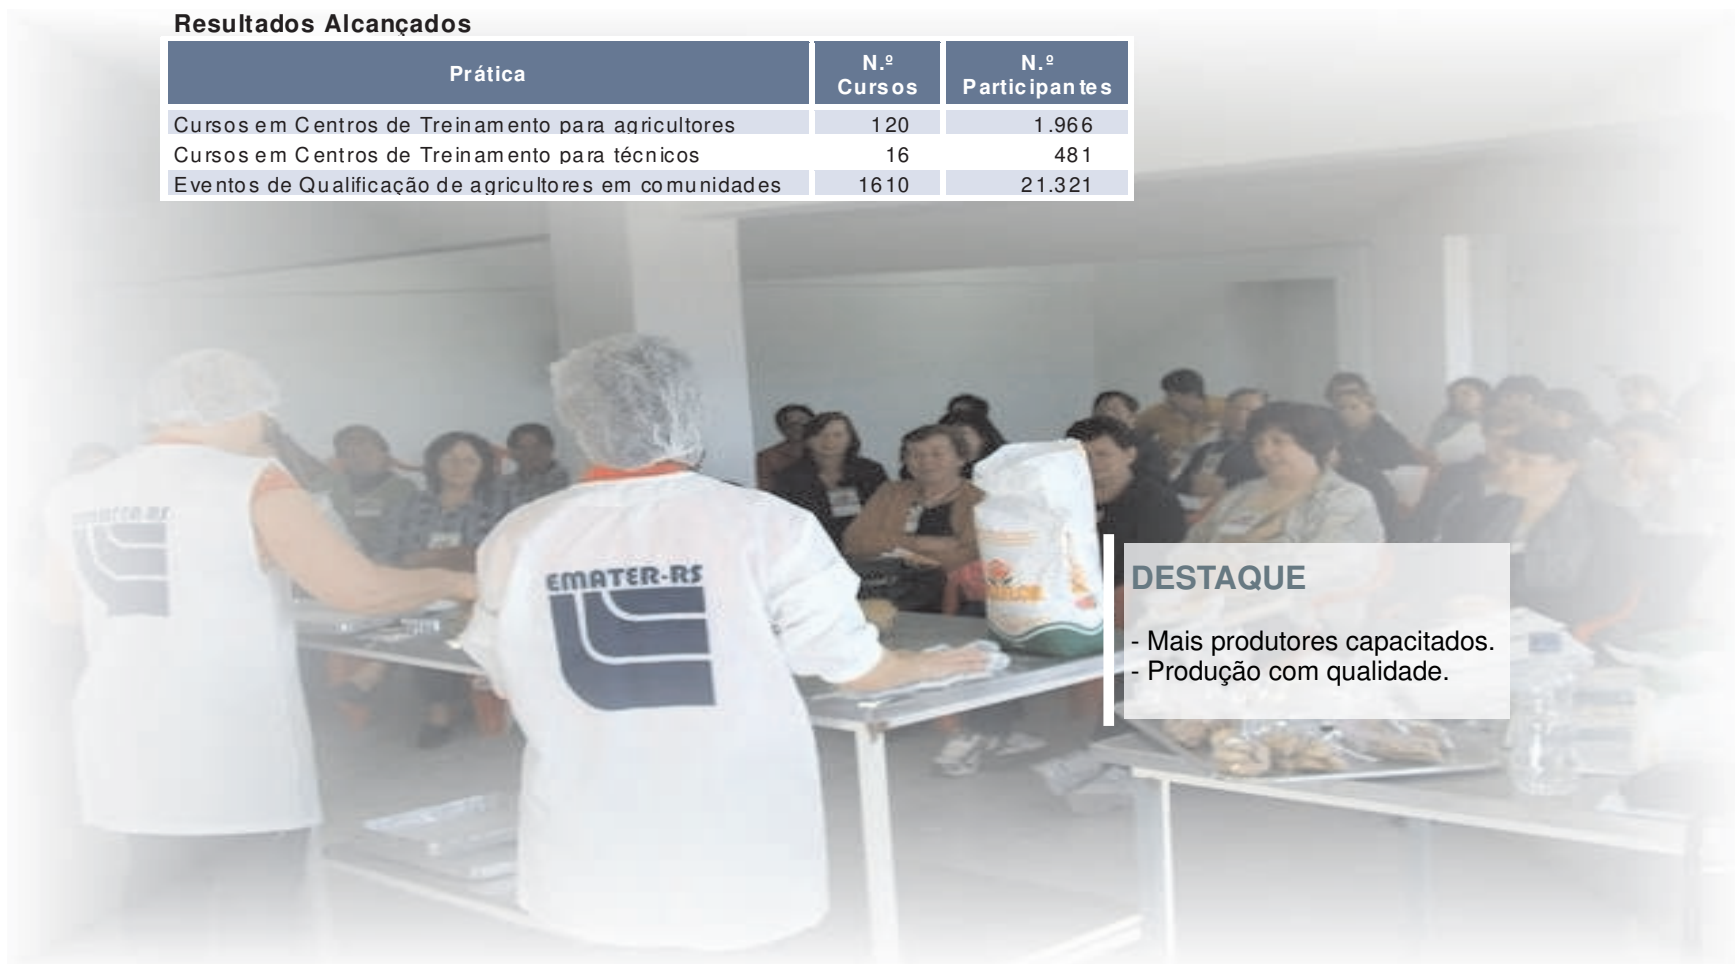 Resultados Alcançados
Prática
N.º
Cursos
N.º
Participantes
Cursos em Centros de Treinamento para agricultores 120 1.966
Cursos em Centros de Treinamento para técnicos 16 481
Eventos de Qualificação de agricultores em comunidades 1610 21.321
EMATER-RS
EMATER-RS
DESTAQUE
- Mais produtores capacitados.
- Produção com qualidade.